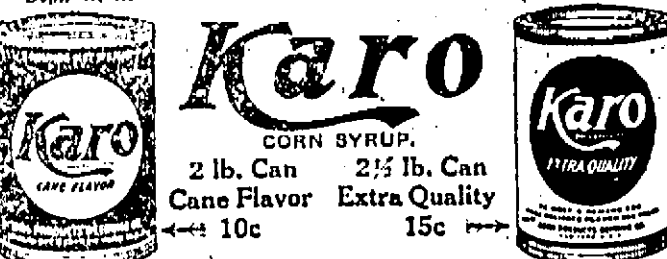 Karo
CORN SYRUP.
2 lb. Can 2½ lb. Can
Cane Flavor Extra Quality
10c 15c
Karo
CANE FLAVOR
Karo
EXTRA QUALITY